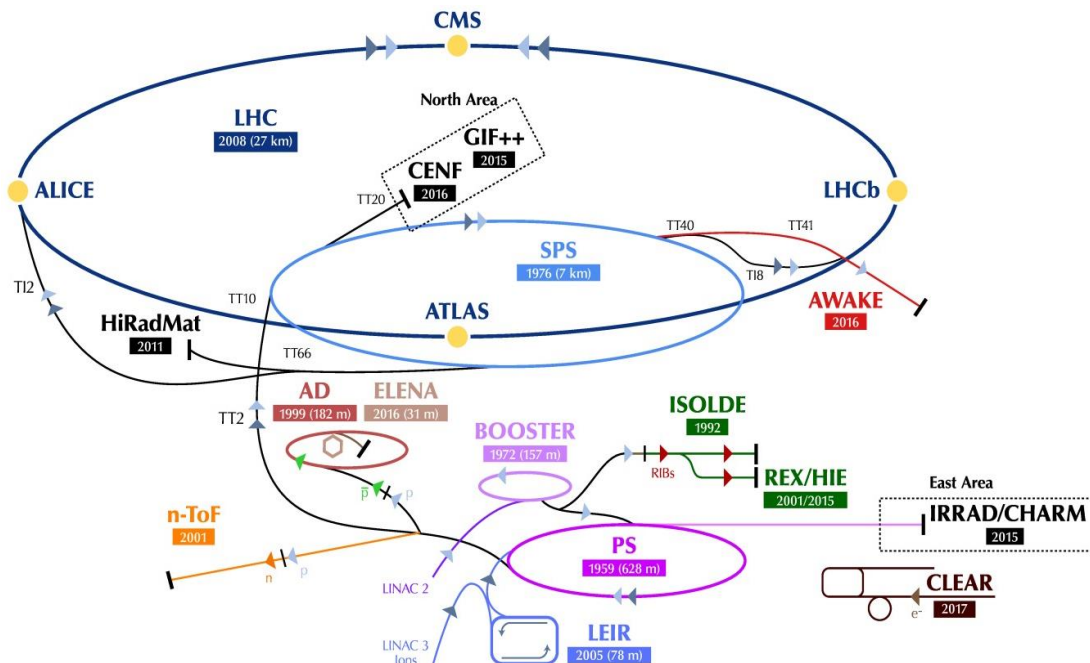 CMS
North Area
LHC
2008 (27 km)
GIF++
2015
CENF
2016
TT20
ALICE
LHCb
TT40
TT41
SPS
1976 (7 km)
TI8
TI2
TT10
AWAKE
2016
ATLAS
HiRadMat
2011
TT66
AD
1999 (182 m)
ELENA
2016 (31 m)
TT2
ISOLDE
1992
BOOSTER
1972 (157 m)
RIBs
REX/HIE
2001/2015
p̅
p
East Area
n-ToF
2001
IRRAD/CHARM
2015
PS
1959 (628 m)
n
p
LINAC 2
CLEAR
2017
e-
LEIR
2005 (78 m)
LINAC 3
Ions